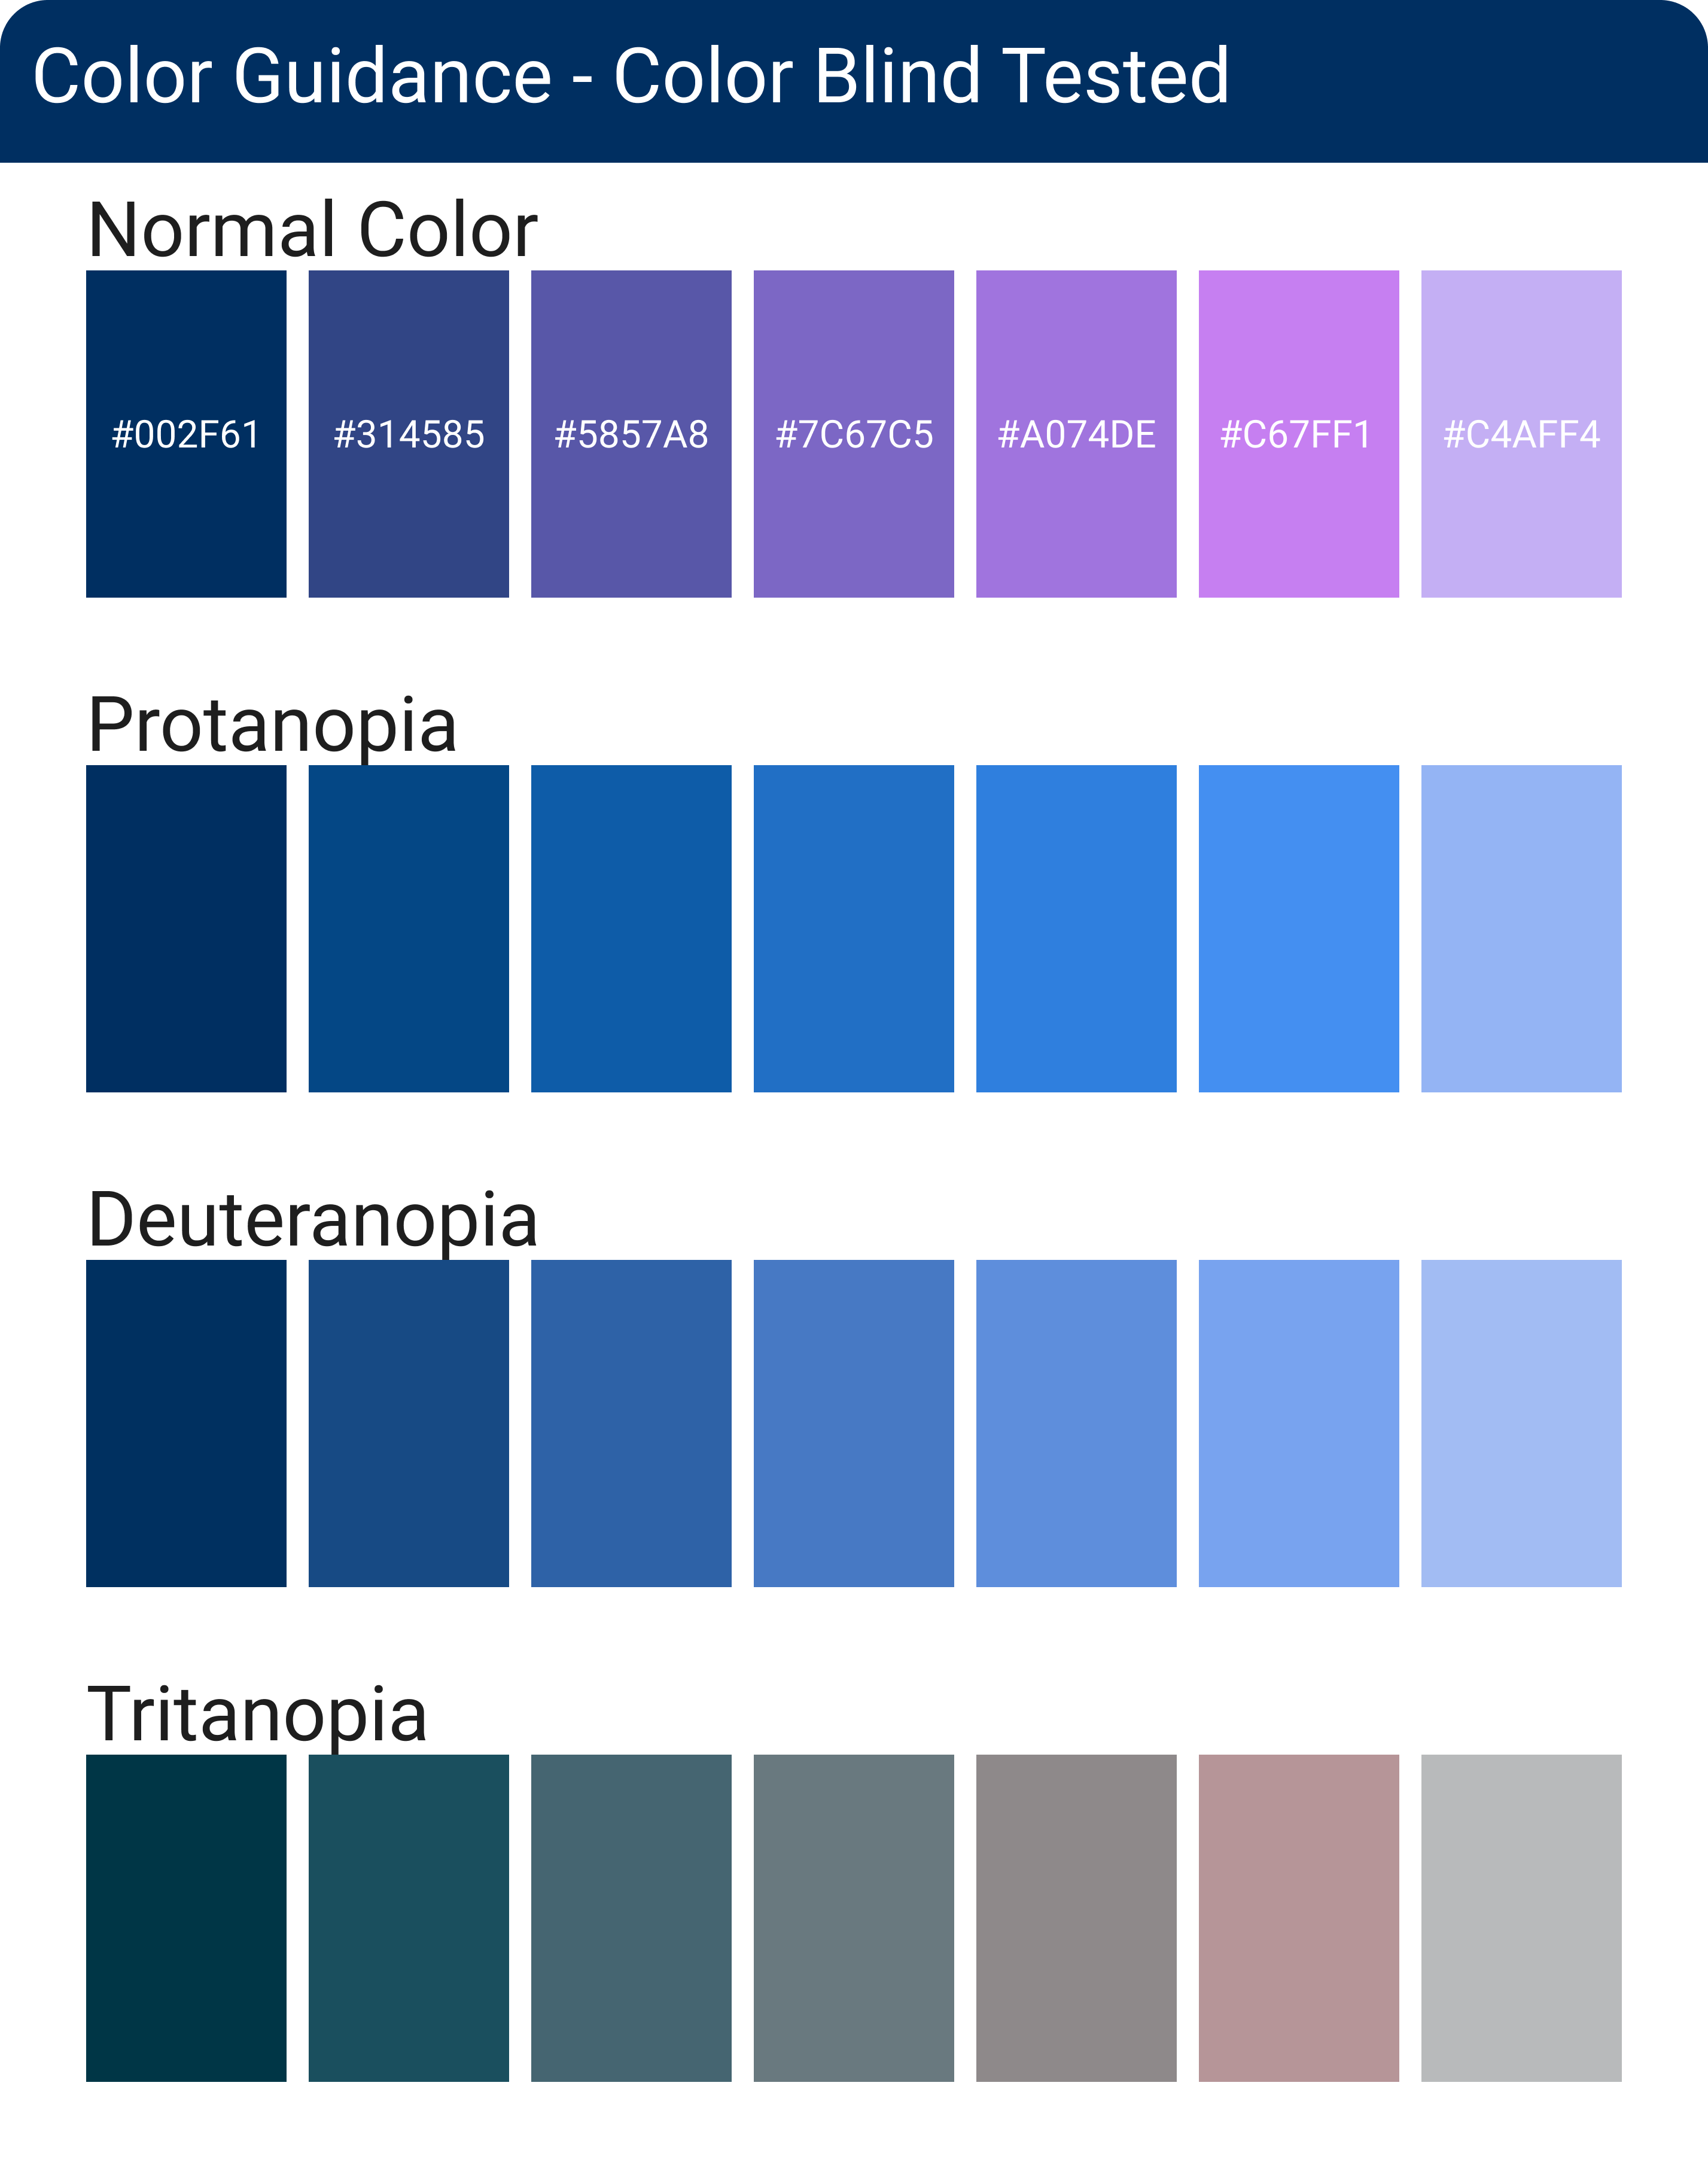 Color Guidance - Color Blind Tested
Normal Color
#002F61 #314585 #5857A8 #7C67C5 #A074DE #C67FF1 #C4AFF4
Protanopia
Deuteranopia
Tritanopia